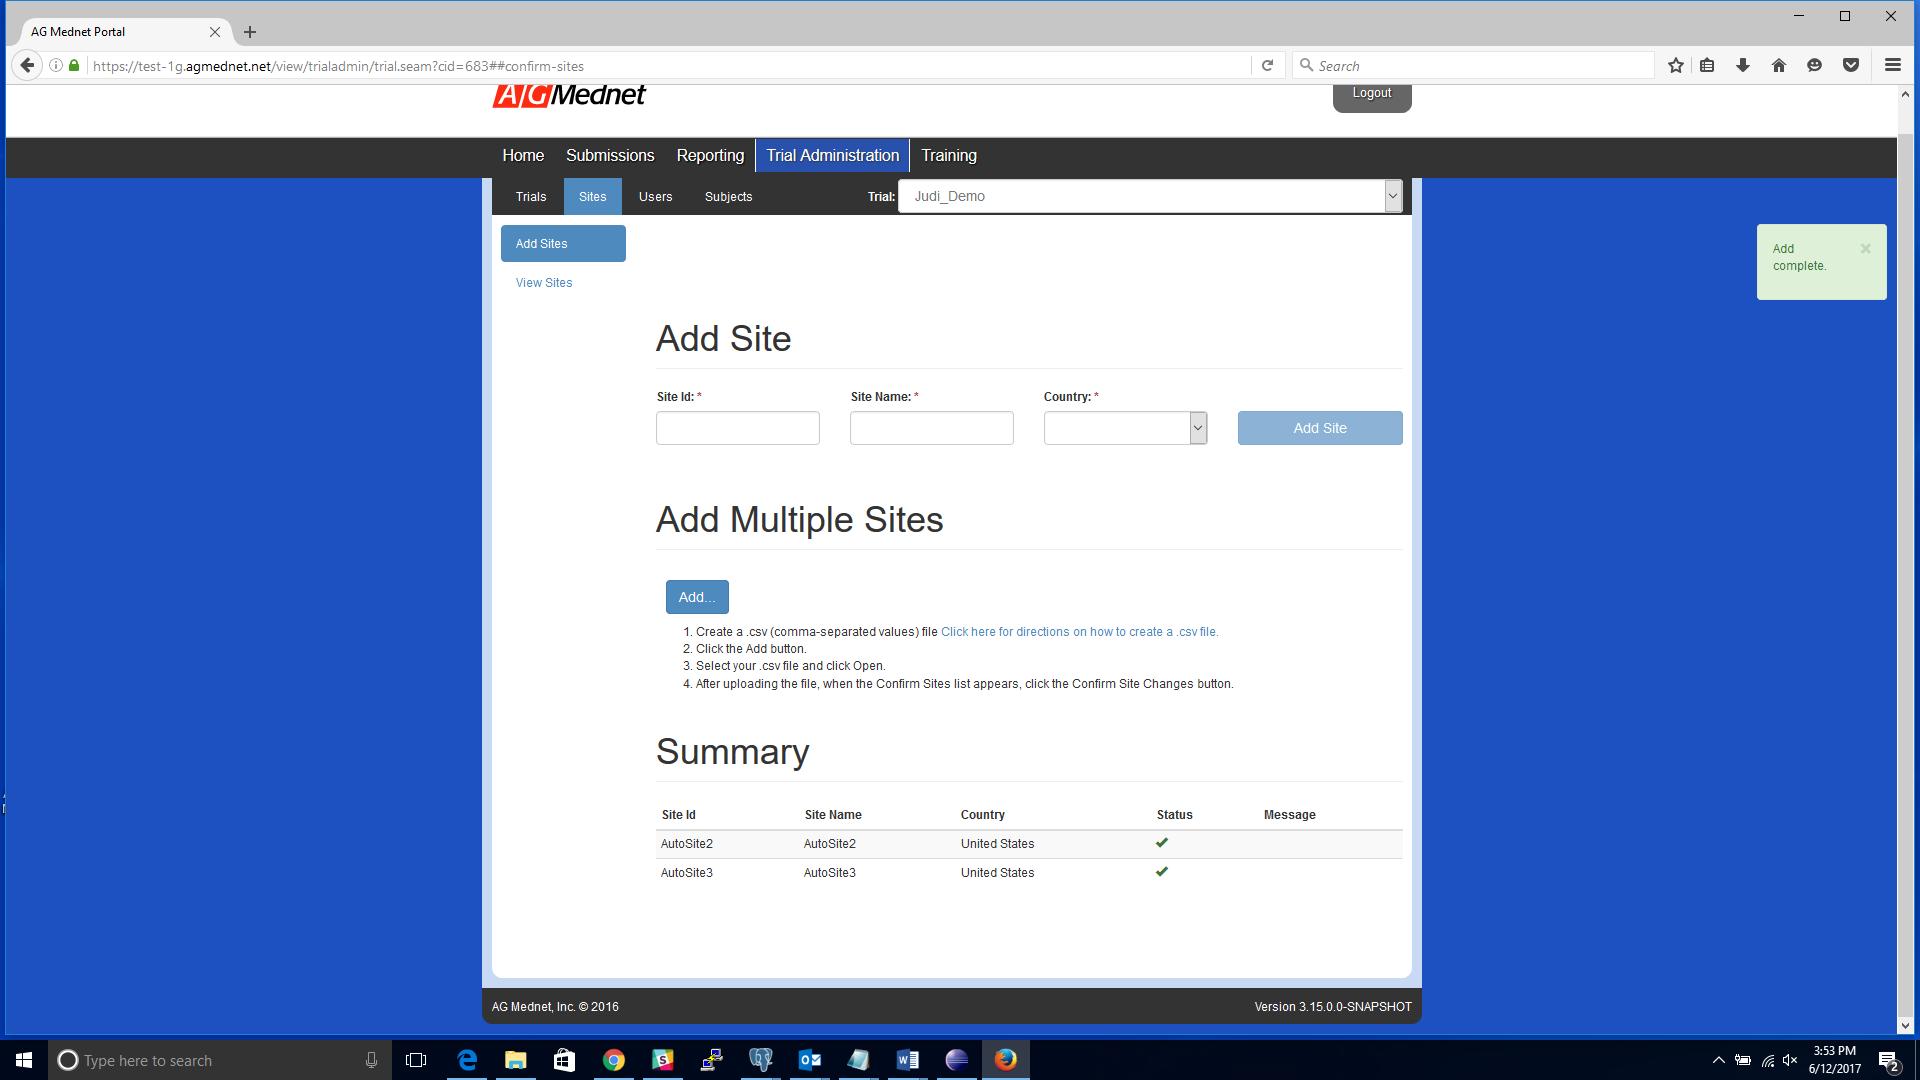 AG Mednet Portal
https://test-1g.agmednet.net/view/trialadmin/trial.seam?cid=683##confirm-sites
Search
AG Mednet
Logout
Home Submissions Reporting Trial Administration Training
Trials Sites Users Subjects Trial: Judi_Demo
Add Sites
View Sites
Add complete.
Add Site
Site Id: * Site Name: * Country: *
Add Site
Add Multiple Sites
Add...
1. Create a .csv (comma-separated values) file Click here for directions on how to create a .csv file.
2. Click the Add button.
3. Select your .csv file and click Open.
4. After uploading the file, when the Confirm Sites list appears, click the Confirm Site Changes button.
Summary
Site Id Site Name Country Status Message
AutoSite2 AutoSite2 United States
AutoSite3 AutoSite3 United States
AG Mednet, Inc. © 2016 Version 3.15.0.0-SNAPSHOT
Type here to search
3:53 PM
6/12/2017
2